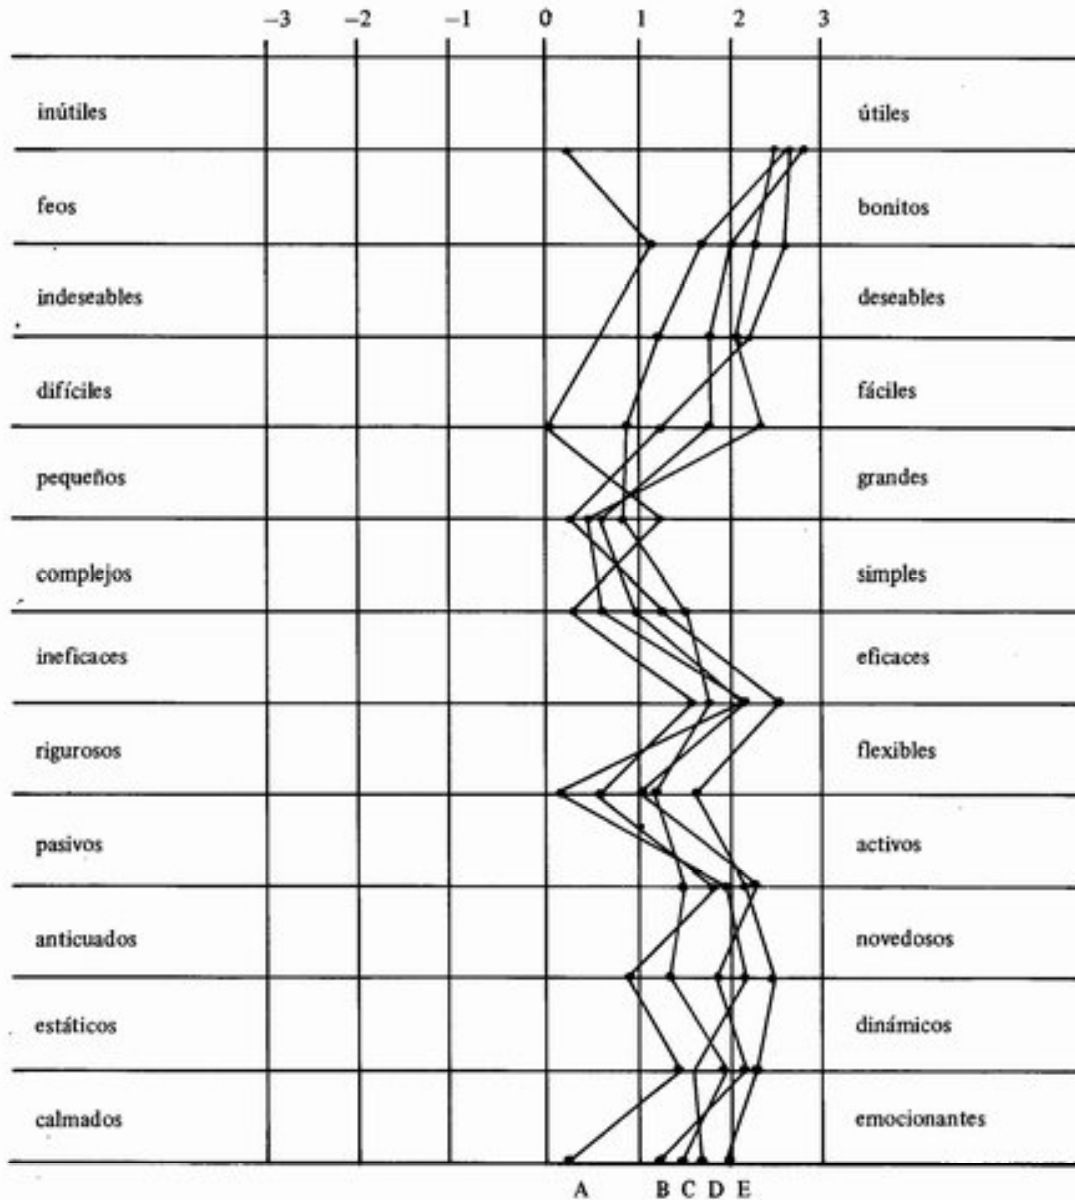 −3 −2 −1 0 1 2 3
inútiles útiles
feos bonitos
indeseables deseables
difíciles fáciles
pequeños grandes
complejos simples
ineficaces eficaces
rigurosos flexibles
pasivos activos
anticuados novedosos
estáticos dinámicos
calmados emocionantes
A B C D E